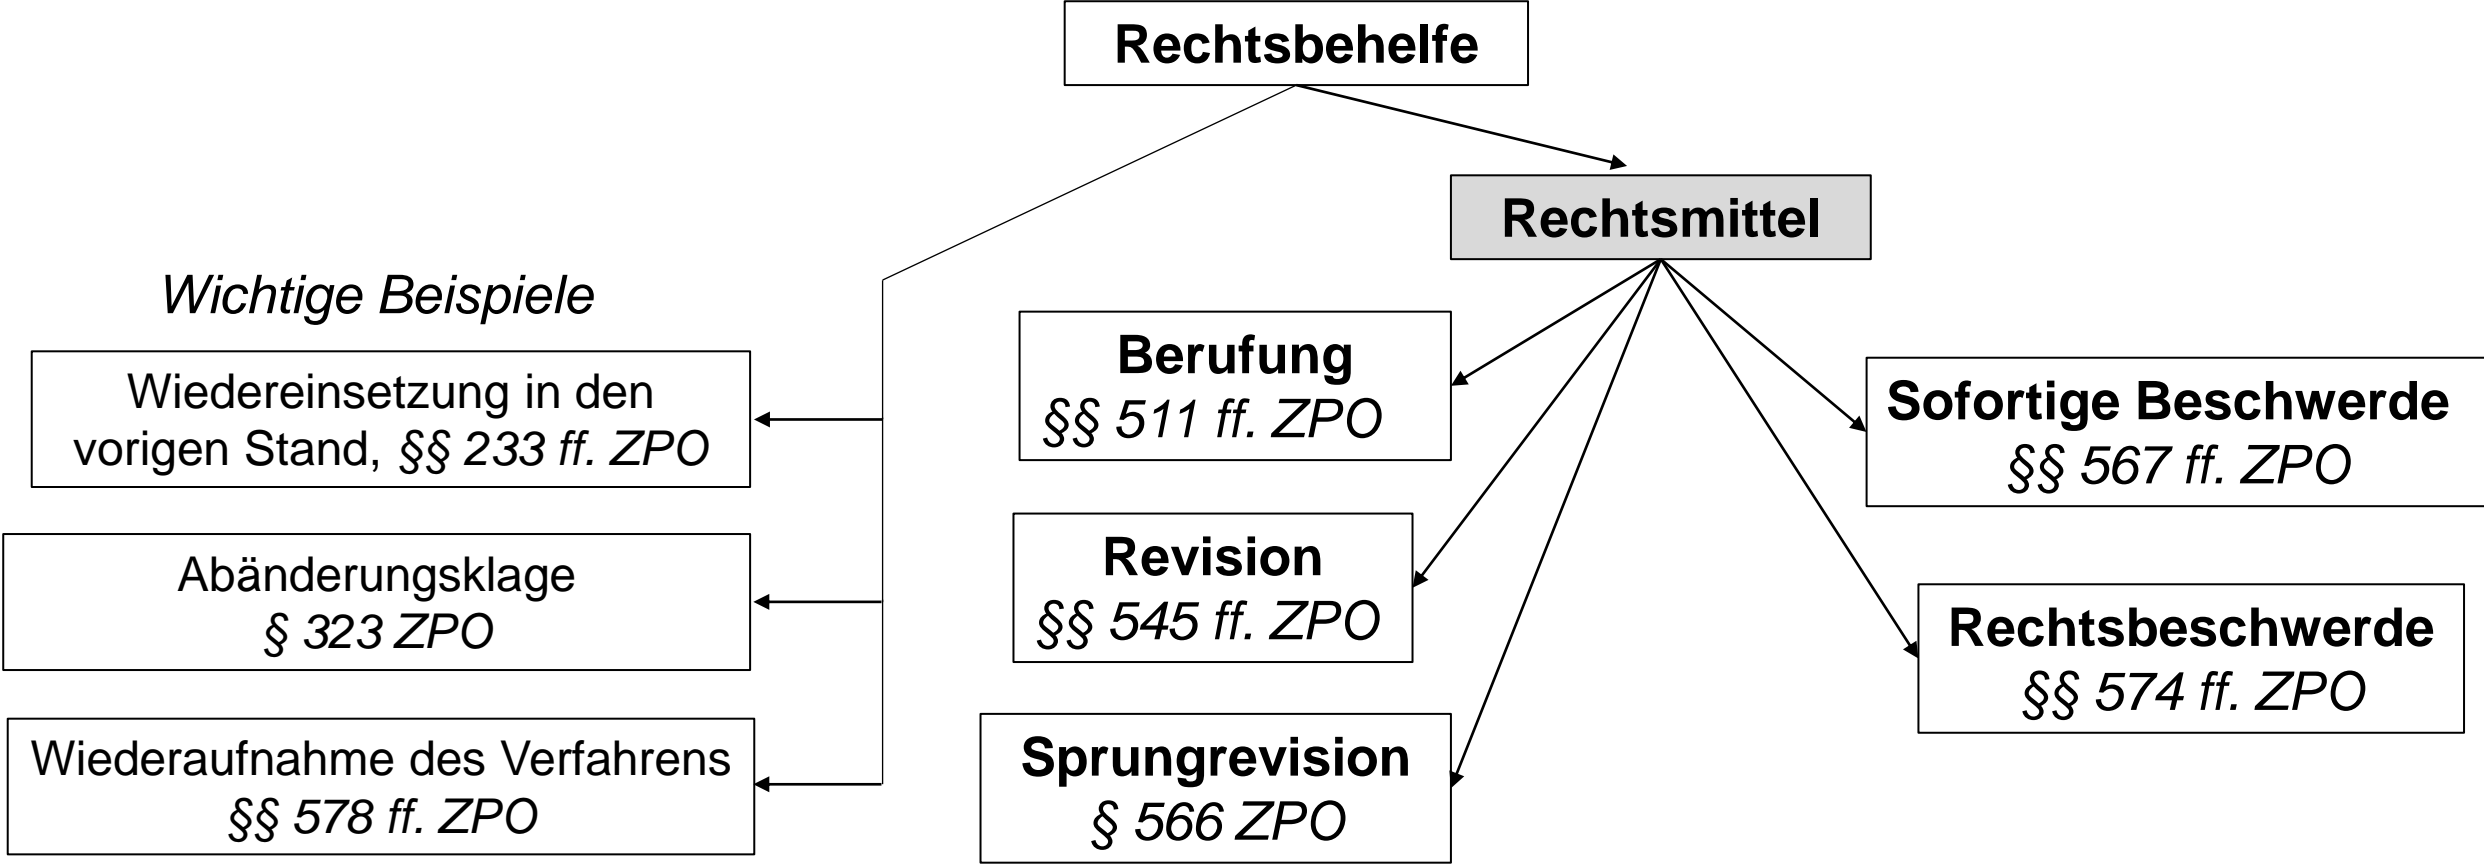 Rechtsbehelfe
Rechtsmittel
Wichtige Beispiele
Wiedereinsetzung in den
vorigen Stand, §§ 233 ff. ZPO
Abänderungsklage
§ 323 ZPO
Wiederaufnahme des Verfahrens
§§ 578 ff. ZPO
Berufung
§§ 511 ff. ZPO
Revision
§§ 545 ff. ZPO
Sprungrevision
§ 566 ZPO
Sofortige Beschwerde
§§ 567 ff. ZPO
Rechtsbeschwerde
§§ 574 ff. ZPO